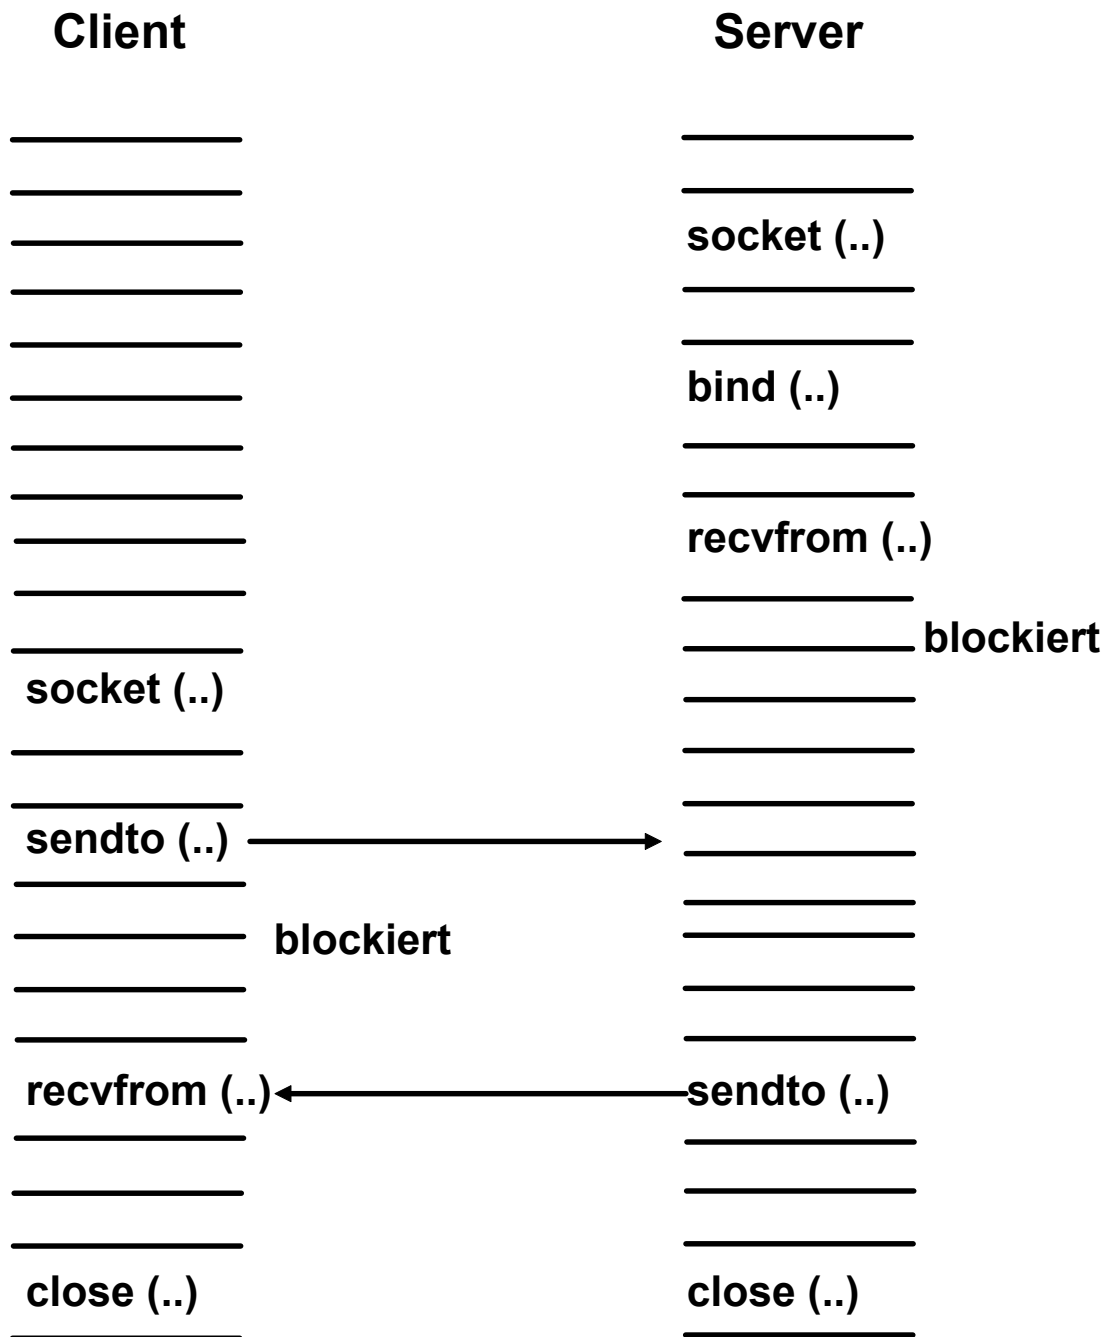 Client
Server
socket (..)
bind (..)
recvfrom (..)
blockiert
socket (..)
sendto (..)
blockiert
recvfrom (..)
sendto (..)
close (..)
close (..)